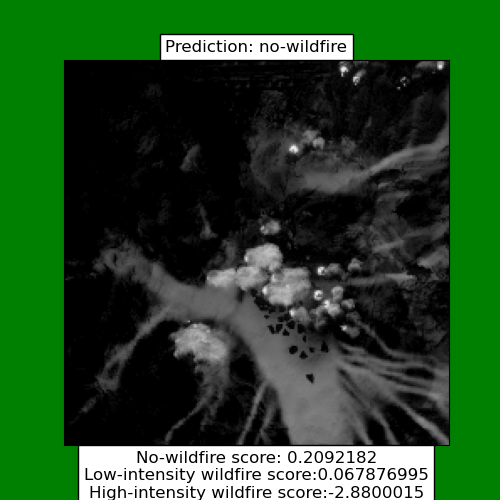 Prediction: no-wildfire
No-wildfire score: 0.2092182
Low-intensity wildfire score:0.067876995
High-intensity wildfire score:-2.8800015